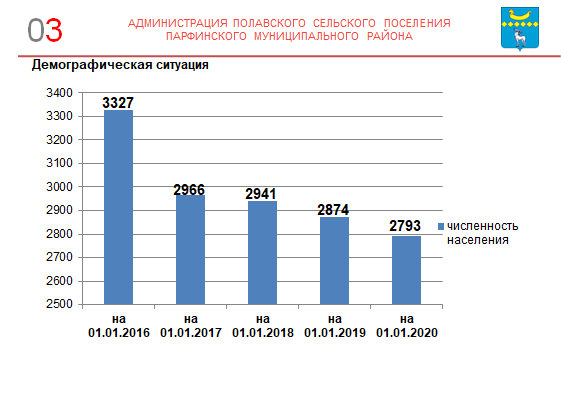 03
АДМИНИСТРАЦИЯ ПОЛАВСКОГО СЕЛЬСКОГО ПОСЕЛЕНИЯ
ПАРФИНСКОГО МУНИЦИПАЛЬНОГО РАЙОНА
Демографическая ситуация
3400
3300
3200
3100
3000
2900
2800
2700
2600
2500
3327
2966
2941
2874
2793
на 01.01.2016
на 01.01.2017
на 01.01.2018
на 01.01.2019
на 01.01.2020
численность
населения